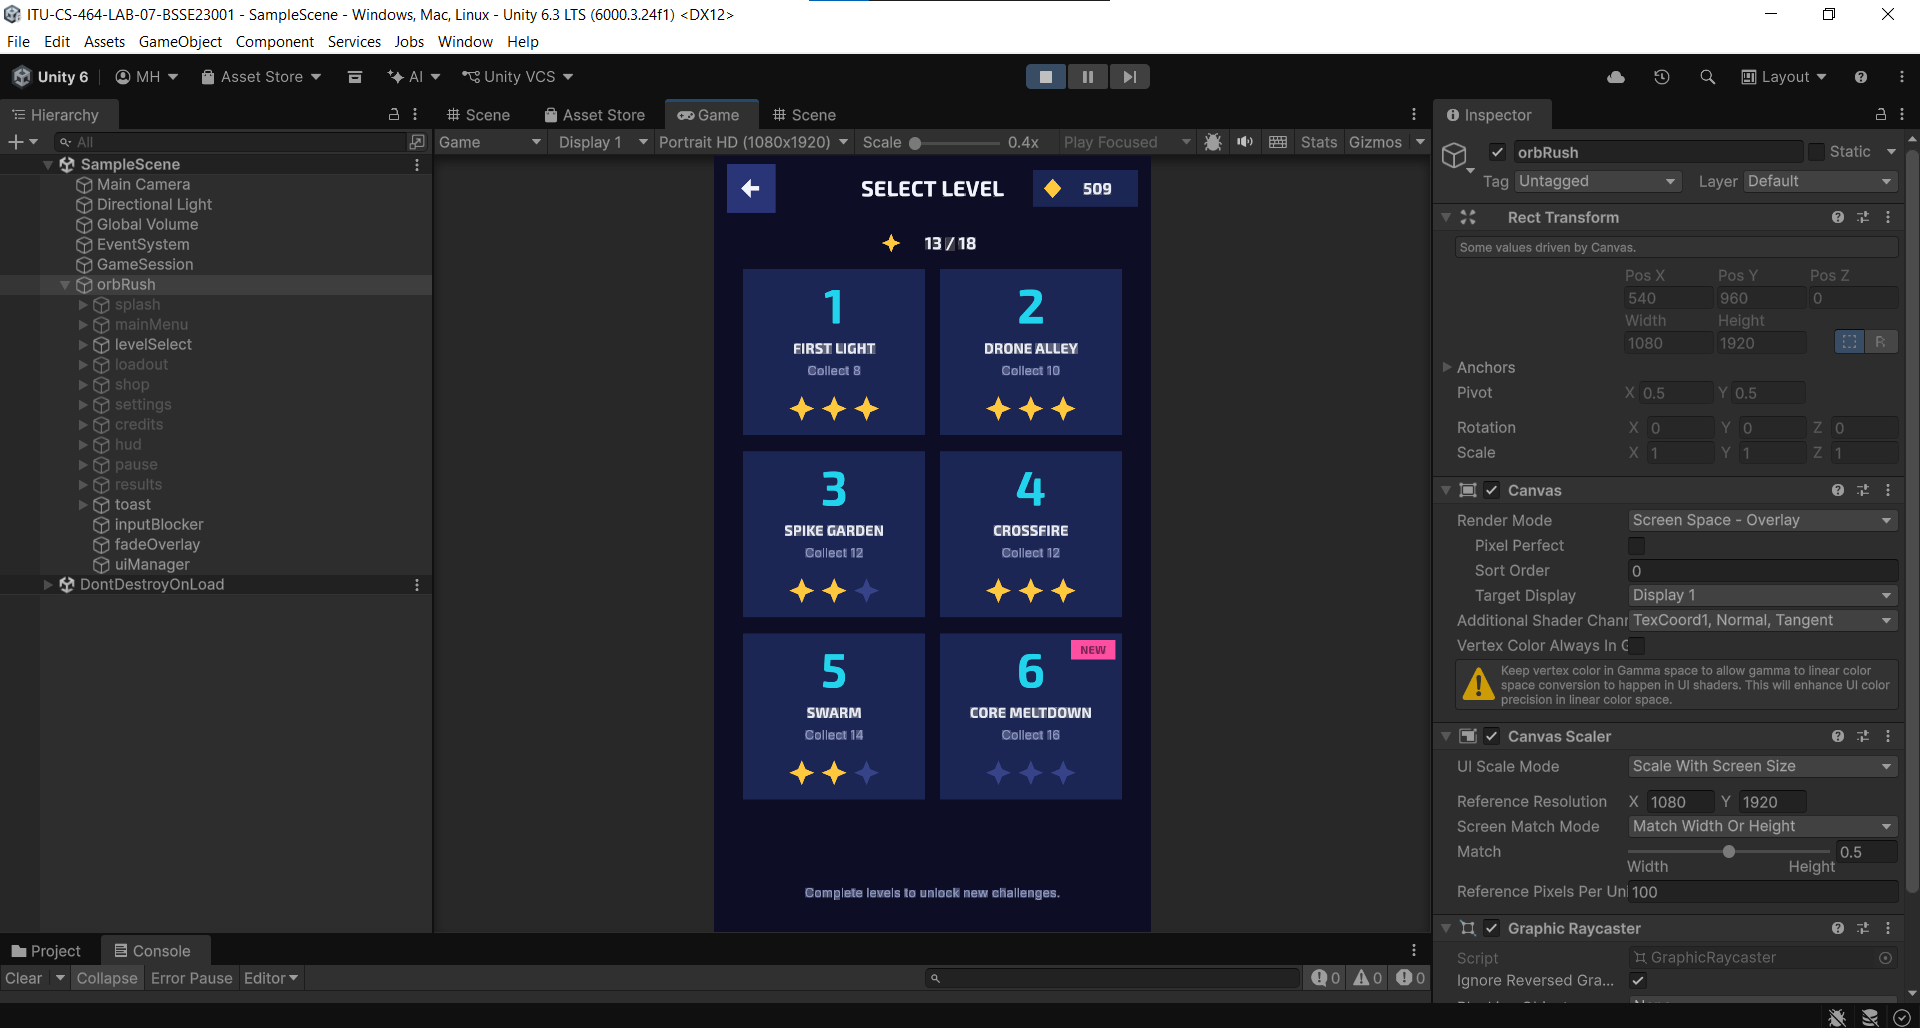 ITU-CS-464-LAB-07-BSSE23001 - SampleScene - Windows, Mac, Linux - Unity 6.3 LTS (6000.3.24f1) <DX12>
File Edit Assets GameObject Component Services Jobs Window Help
Unity 6 MH Asset Store AI Unity VCS Layout
Hierarchy
All
SampleScene
Main Camera
Directional Light
Global Volume
EventSystem
GameSession
orbRush
splash
mainMenu
levelSelect
loadout
shop
settings
credits
hud
pause
results
toast
inputBlocker
fadeOverlay
uiManager
DontDestroyOnLoad
Scene Asset Store Game Scene
Game Display 1 Portrait HD (1080x1920) Scale 0.4x Play Focused Stats Gizmos
SELECT LEVEL 509
13 / 18
1
FIRST LIGHT
Collect 8
2
DRONE ALLEY
Collect 10
3
SPIKE GARDEN
Collect 12
4
CROSSFIRE
Collect 12
5
SWARM
Collect 14
NEW
6
CORE MELTDOWN
Collect 16
Complete levels to unlock new challenges.
Inspector
orbRush Static
Tag Untagged Layer Default
Rect Transform
Some values driven by Canvas.
Pos X Pos Y Pos Z
540 960 0
Width Height
1080 1920 R
Anchors
Pivot X 0.5 Y 0.5
Rotation X 0 Y 0 Z 0
Scale X 1 Y 1 Z 1
Canvas
Render Mode Screen Space - Overlay
Pixel Perfect
Sort Order 0
Target Display Display 1
Additional Shader Chan TexCoord1, Normal, Tangent
Vertex Color Always In G
Keep vertex color in Gamma space to allow gamma to linear color
space conversion to happen in UI shaders. This will enhance UI color
precision in linear color space.
Canvas Scaler
UI Scale Mode Scale With Screen Size
Reference Resolution X 1080 Y 1920
Screen Match Mode Match Width Or Height
Match 0.5
Width Height
Reference Pixels Per Uni 100
Graphic Raycaster
Script GraphicRaycaster
Ignore Reversed Gra...
Project Console
Clear Collapse Error Pause Editor 0 0 0